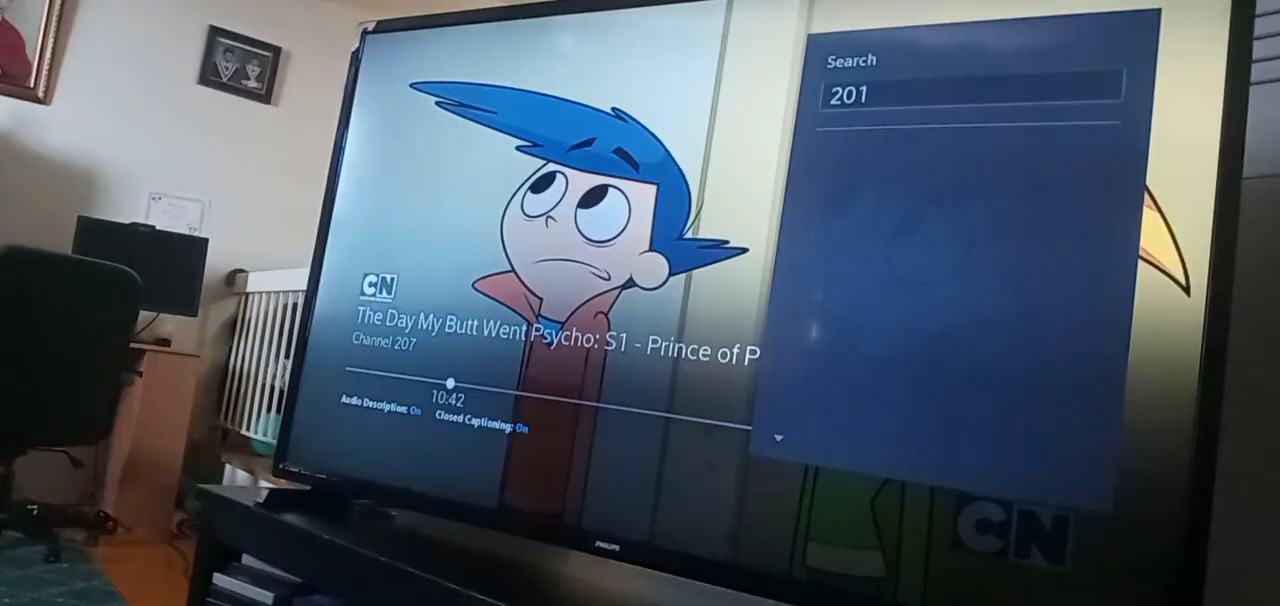 Search
201
CN
The Day My Butt Went Psycho: S1 - Prince of P
Channel 207
10:42
Audio Description: On Closed Captioning: On
PHILIPS
CN